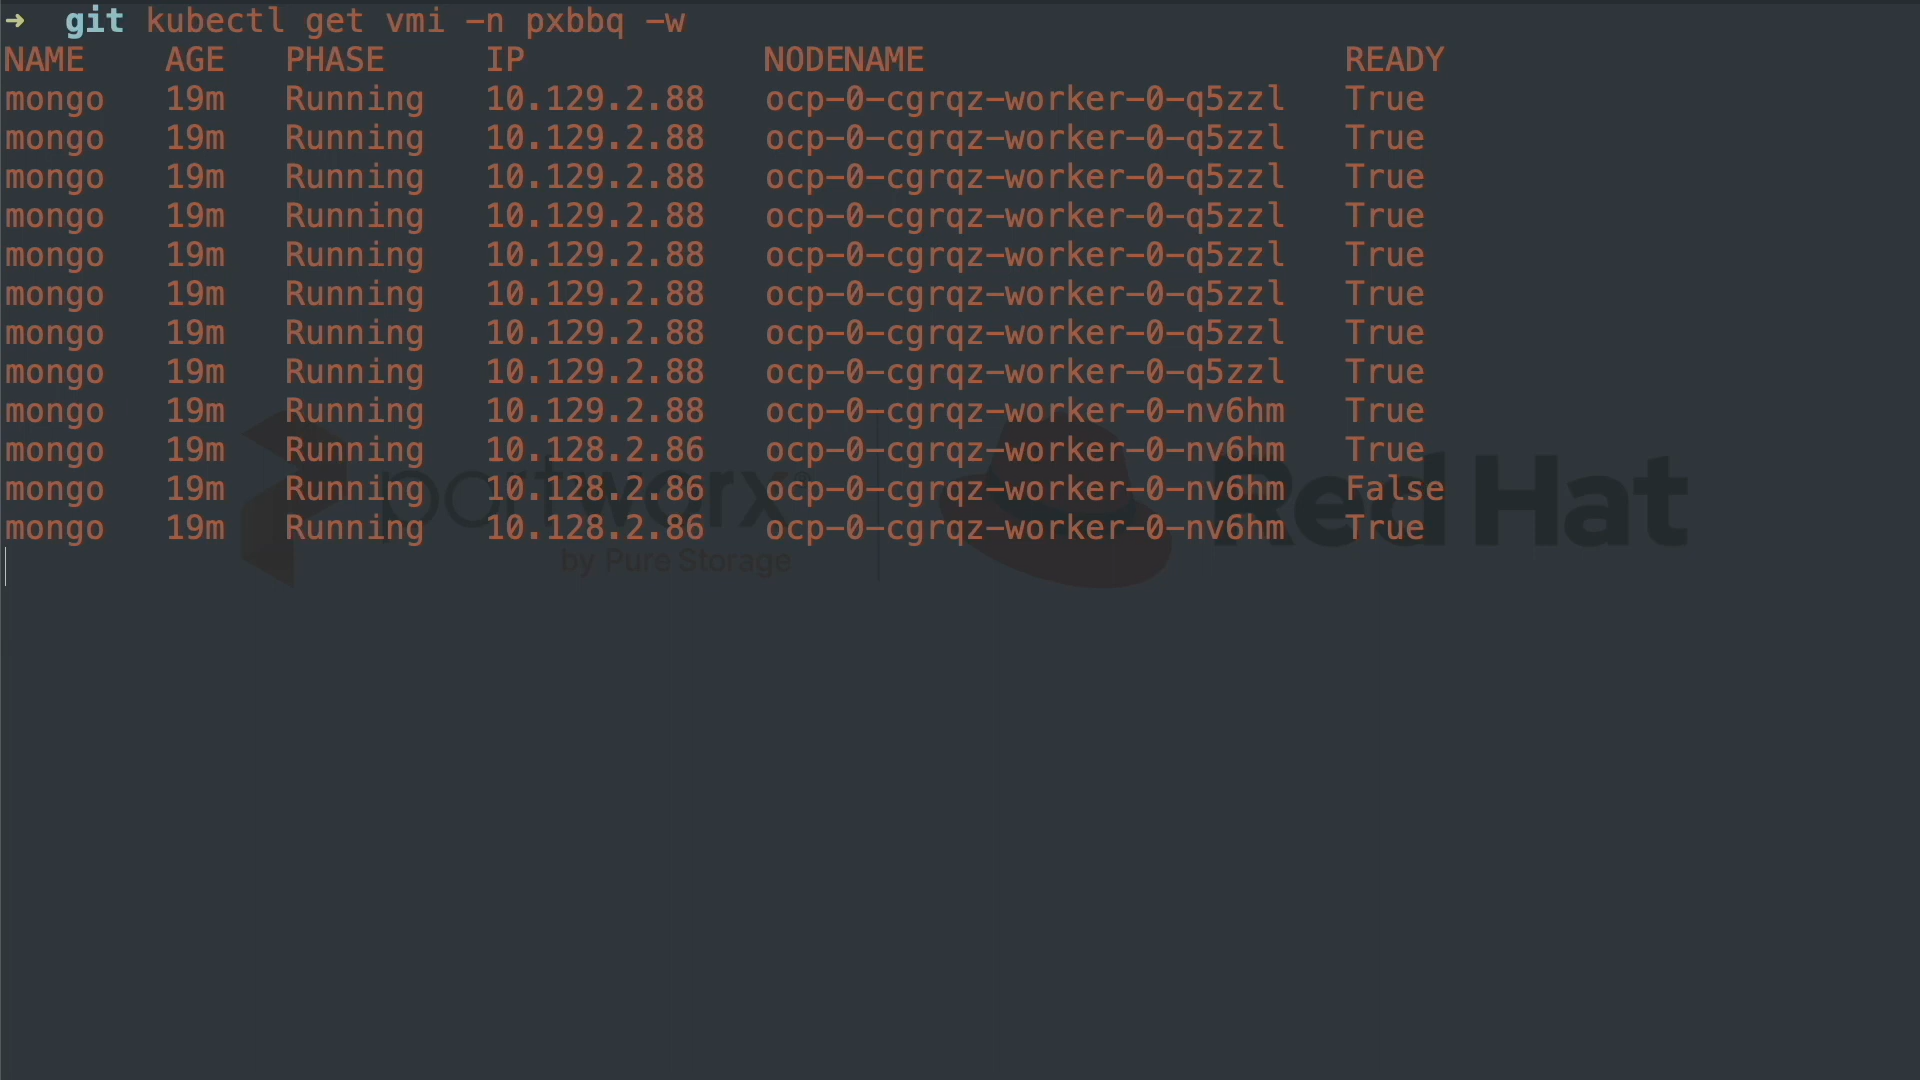 ➜  git kubectl get vmi -n pxbbq -w
NAME   AGE   PHASE     IP            NODENAME                     READY
mongo   19m   Running   10.129.2.88   ocp-0-cgrqz-worker-0-q5zzl   True
mongo   19m   Running   10.129.2.88   ocp-0-cgrqz-worker-0-q5zzl   True
mongo   19m   Running   10.129.2.88   ocp-0-cgrqz-worker-0-q5zzl   True
mongo   19m   Running   10.129.2.88   ocp-0-cgrqz-worker-0-q5zzl   True
mongo   19m   Running   10.129.2.88   ocp-0-cgrqz-worker-0-q5zzl   True
mongo   19m   Running   10.129.2.88   ocp-0-cgrqz-worker-0-q5zzl   True
mongo   19m   Running   10.129.2.88   ocp-0-cgrqz-worker-0-q5zzl   True
mongo   19m   Running   10.129.2.88   ocp-0-cgrqz-worker-0-q5zzl   True
mongo   19m   Running   10.129.2.88   ocp-0-cgrqz-worker-0-nv6hm   True
mongo   19m   Running   10.128.2.86   ocp-0-cgrqz-worker-0-nv6hm   True
mongo   19m   Running   10.128.2.86   ocp-0-cgrqz-worker-0-nv6hm   False
mongo   19m   Running   10.128.2.86   ocp-0-cgrqz-worker-0-nv6hm   True
portworx
by Pure Storage
Red Hat